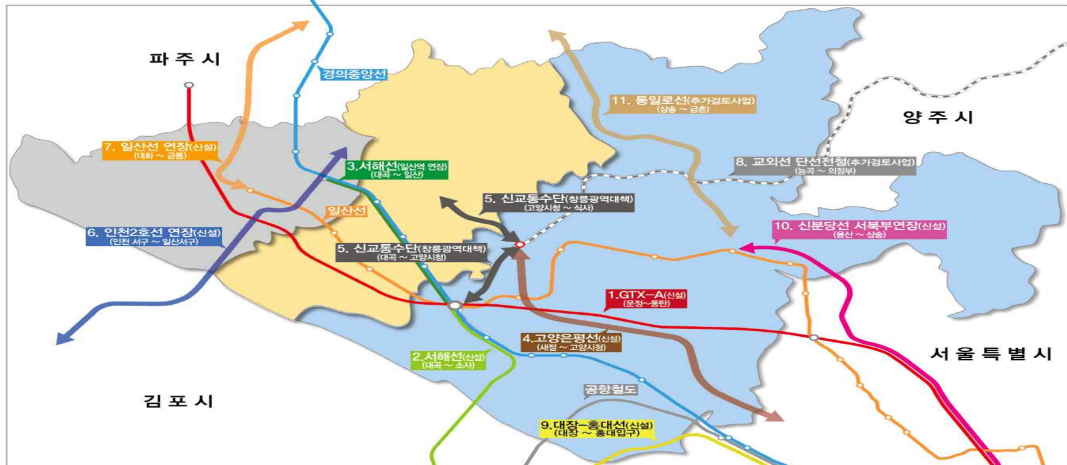 파주시
경의중앙선
11. 통일로선(추가검토사업)
(삼송 ~ 금촌)
양주시
7. 일산선 연장(신설)
(대화 ~ 금릉)
3.서해선(일산역 연장)
(대곡 ~ 일산)
8. 교외선 단선전철(추가검토사업)
(능곡 ~ 의정부)
5. 신교통수단(창릉광역대책)
(고양시청 ~ 식사)
일산선
6. 인천2호선 연장(신설)
(인천 서구 ~ 일산서구)
10. 신분당선 서북부연장(신설)
(용산 ~ 삼송)
5. 신교통수단(창릉광역대책)
(대곡 ~ 고양시청)
1.GTX-A(신설)
(운정~동탄)
4.고양은평선(신설)
(새절 ~ 고양시청)
2.서해선(신설)
(대곡 ~ 소사)
서울특별시
공항철도
김포시
9.대장-홍대선(신설)
(대장 ~ 홍대입구)